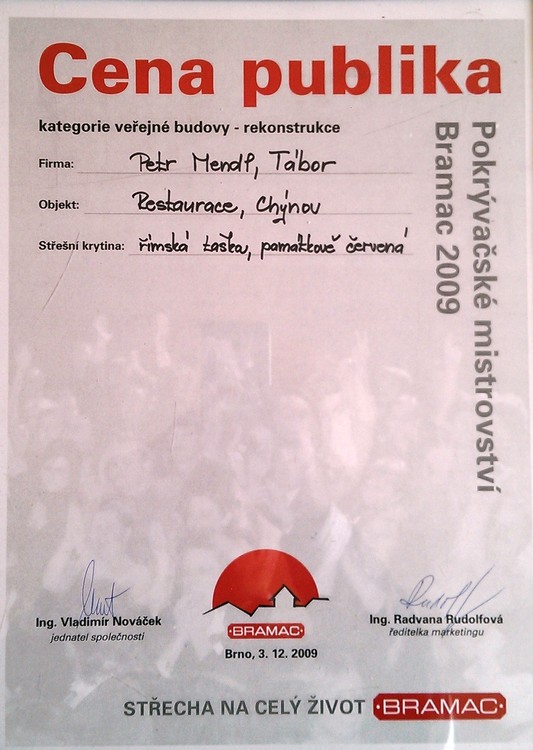 Cena publika
kategorie veřejné budovy - rekonstrukce
Firma: Petr Mendl, Tábor
Objekt: Restaurace, Chýnov
Střešní krytina: římská taška, památkově červená
Pokrývačské mistrovství
Bramac 2009
Ing. Vladimír Nováček
jednatel společnosti
BRAMAC
Brno, 3. 12. 2009
Rudolf
Ing. Radvana Rudolfová
ředitelka marketingu
STŘECHA NA CELÝ ŽIVOT BRAMAC